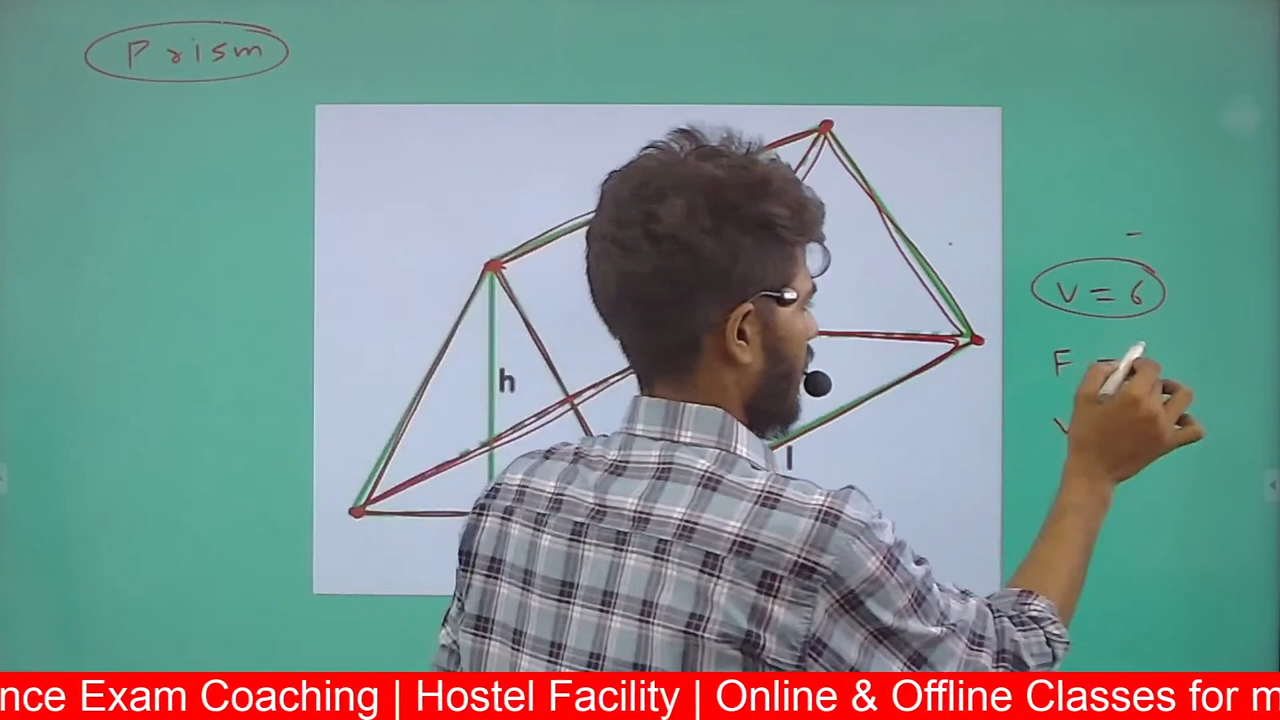 Prism
V = 6
h
F =
l
nce Exam Coaching | Hostel Facility | Online & Offline Classes for m